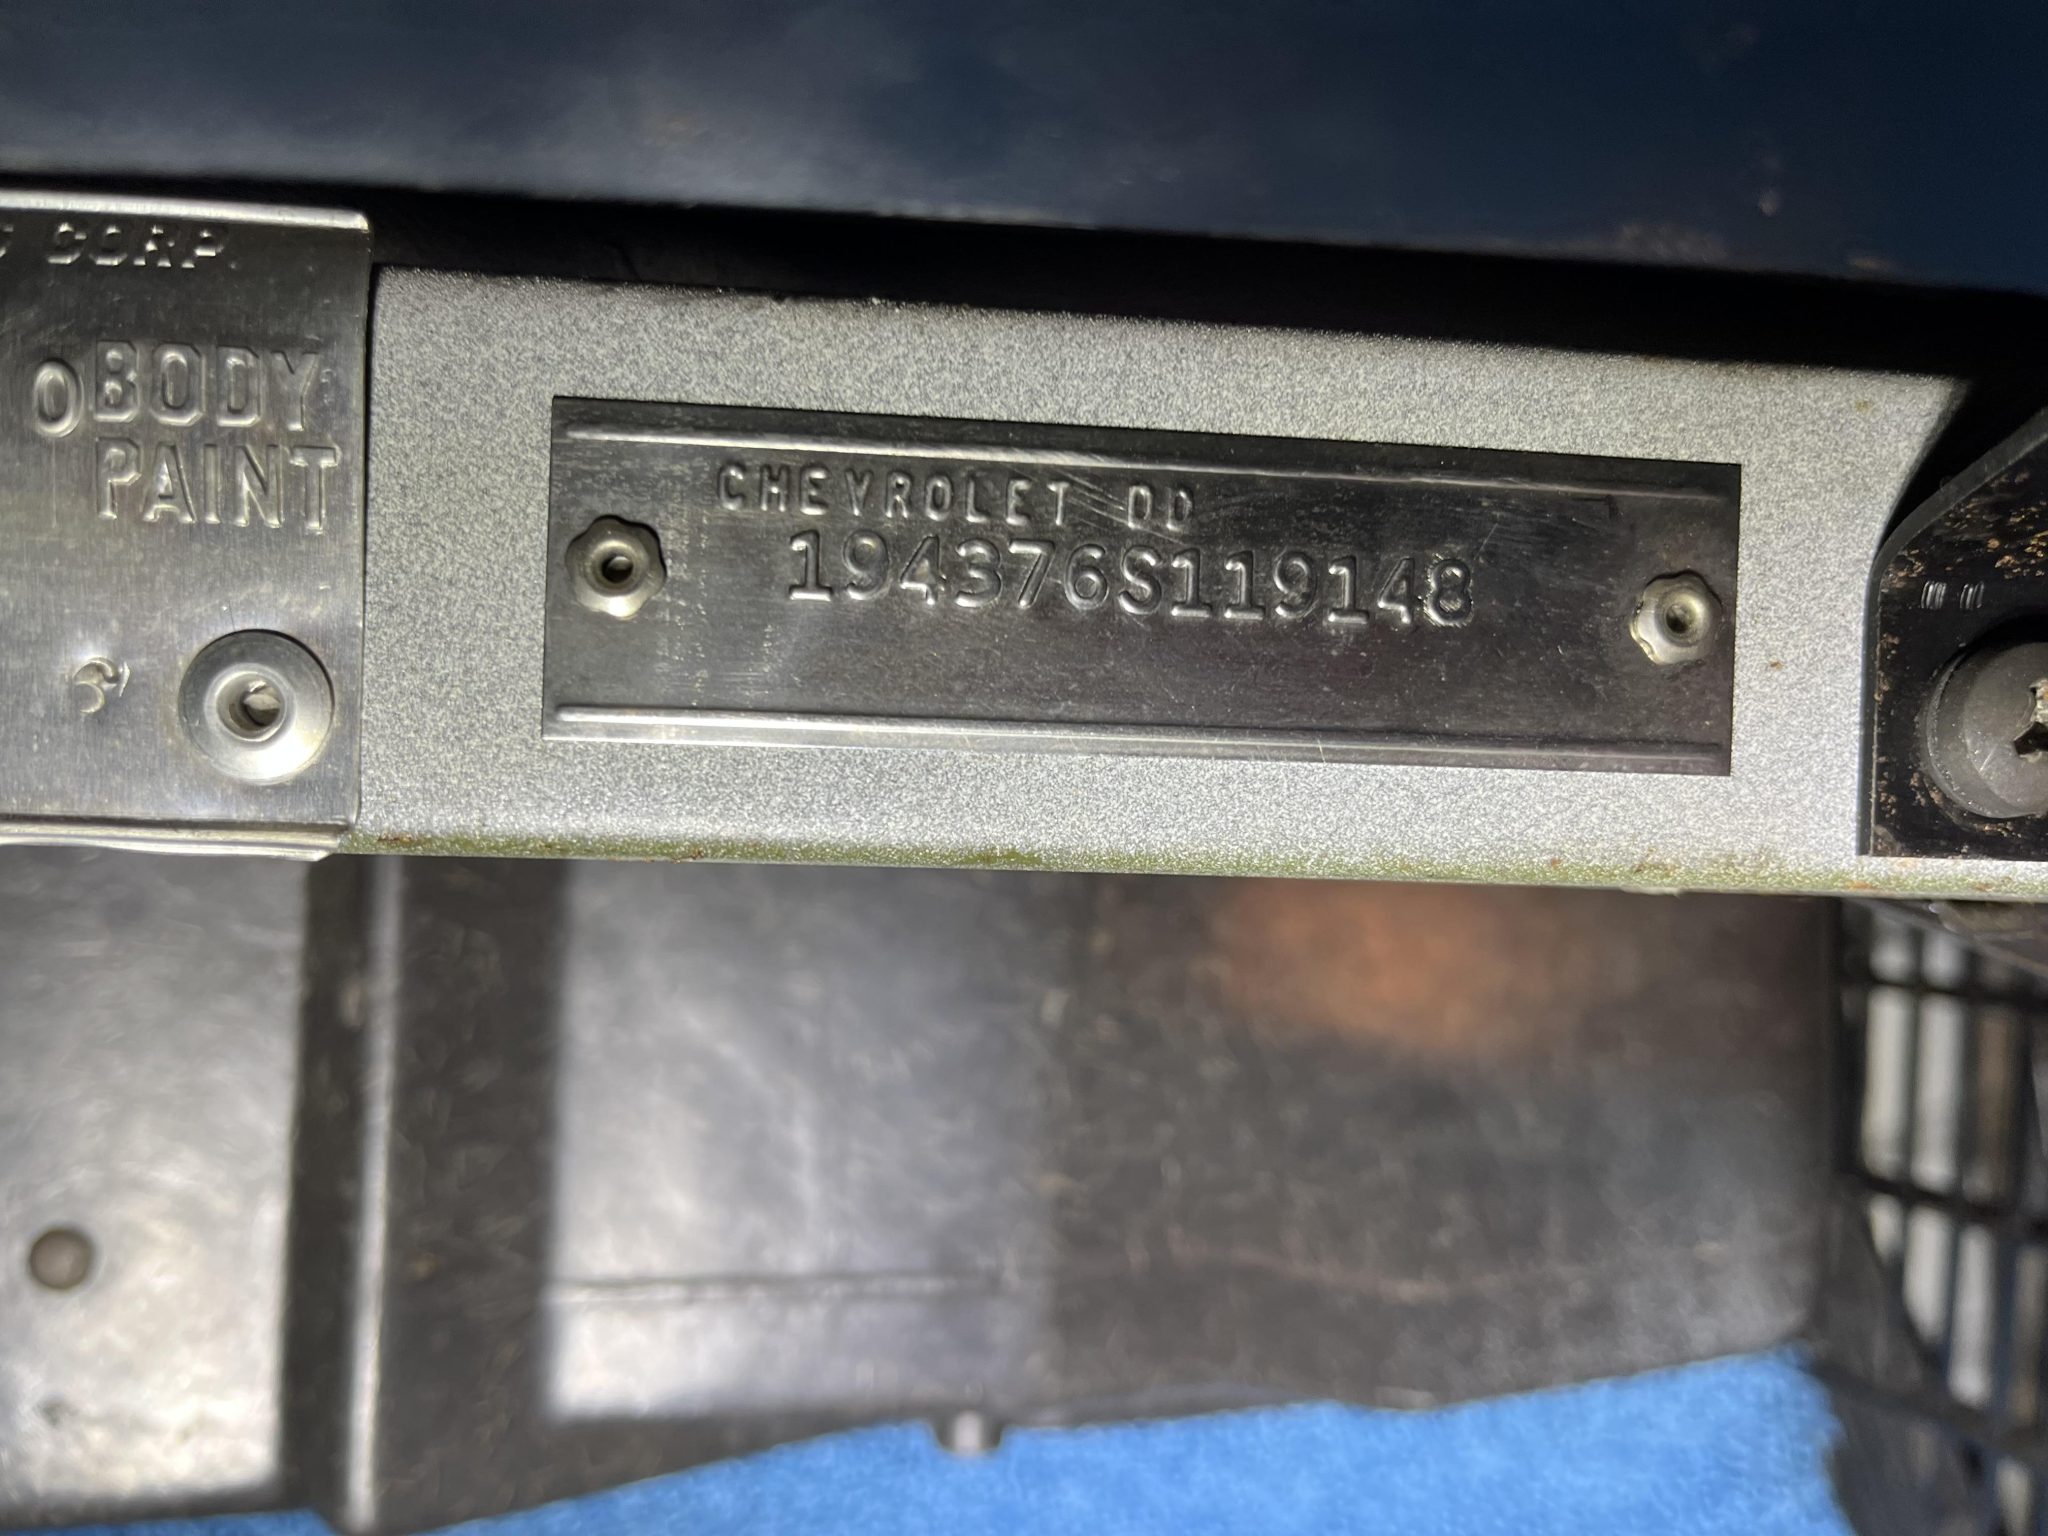 CORP.
O BODY
PAINT
CHEVROLET DD
194376S119148